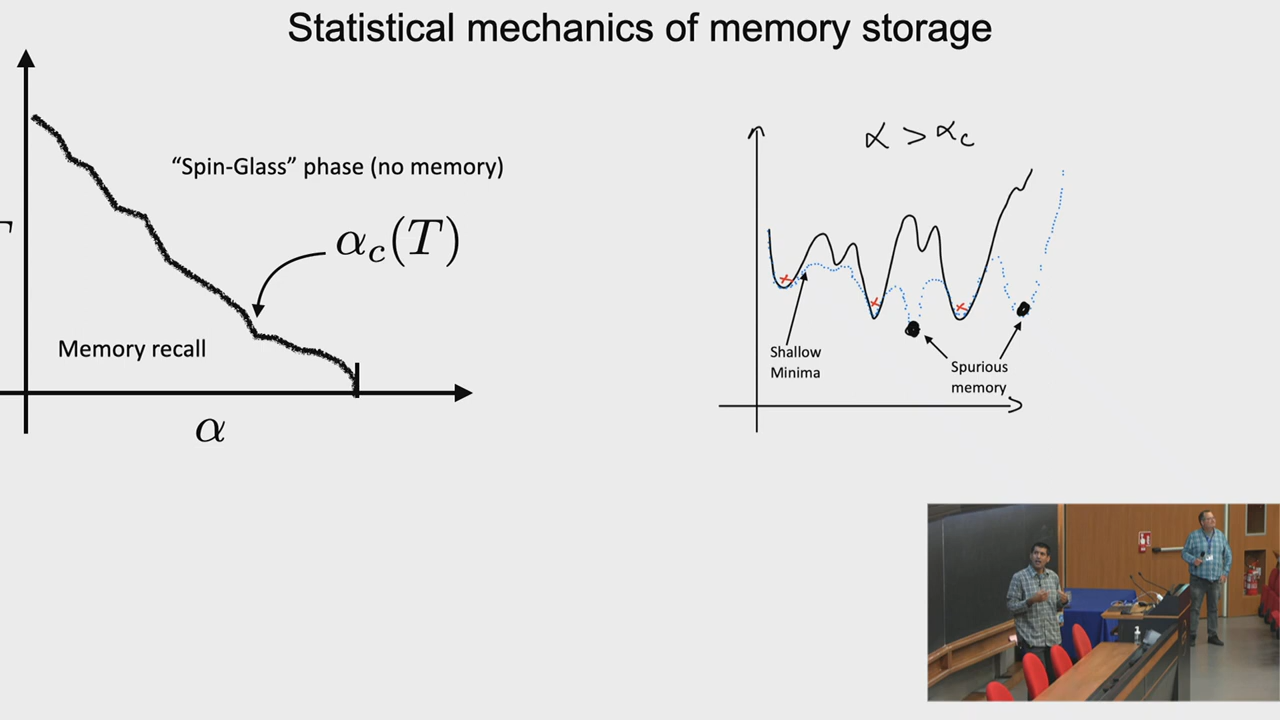 Statistical mechanics of memory storage
“Spin-Glass” phase (no memory)
α_c(T)
T
Memory recall
α
α > α_c
Shallow
Minima
Spurious
memory